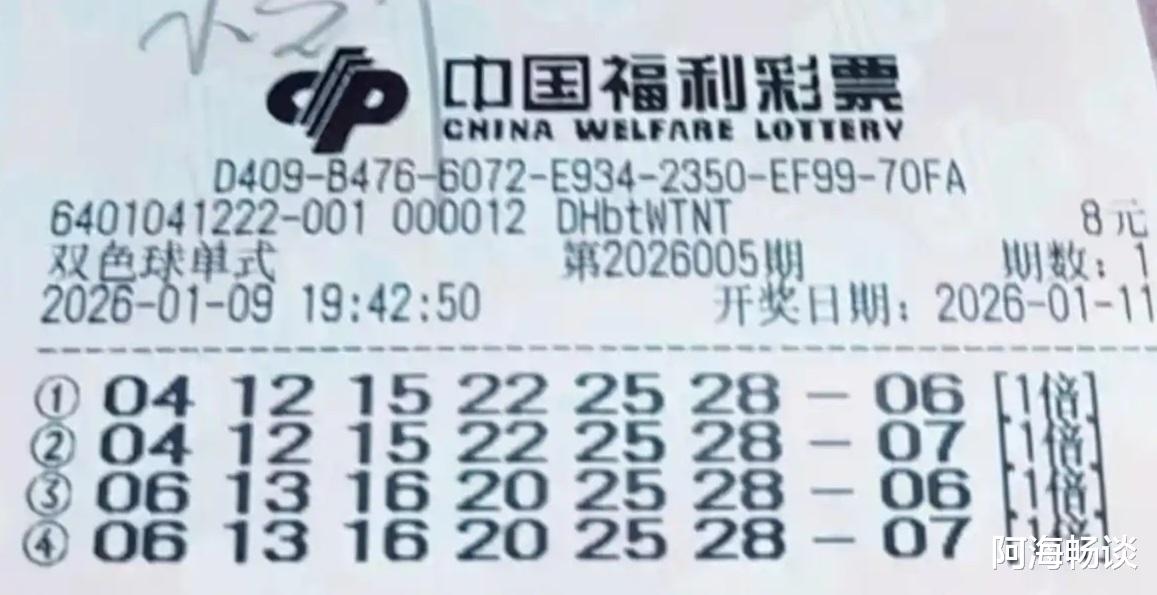 中国福利彩票
CHINA WELFARE LOTTERY
D409-B476-6072-E934-2350-EF99-70FA
6401041222-001 000012 DHbtWTNT 8元
双色球单式 第2026005期 期数：1
2026-01-09 19:42:50 开奖日期：2026-01-11
① 04 12 15 22 25 28 — 06 [1倍]
② 04 12 15 22 25 28 — 07 [1倍]
③ 06 13 16 20 25 28 — 06 [1倍]
④ 06 13 16 20 25 28 — 07
阿海畅谈